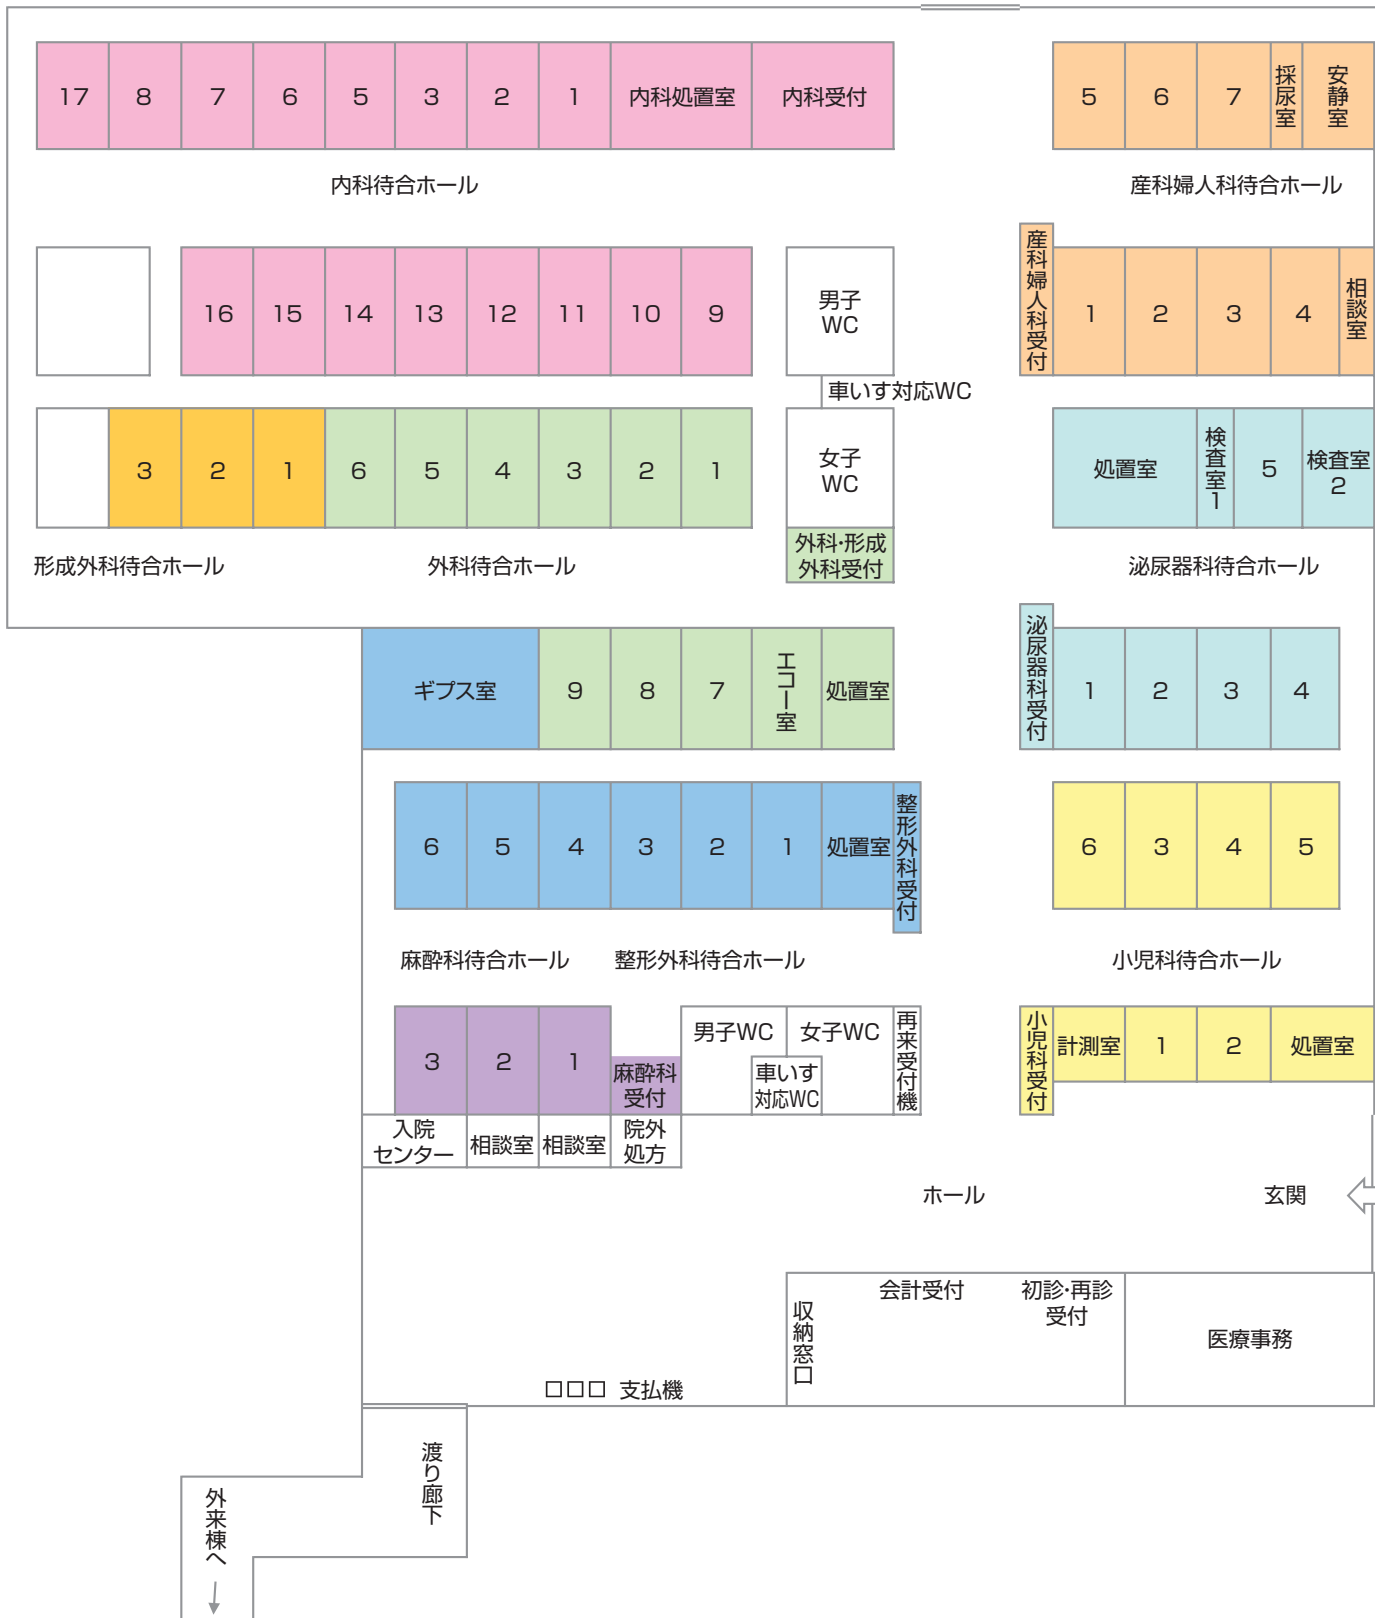 17 8 7 6 5 3 2 1 内科処置室 内科受付
5 6 7 採尿室 安静室
内科待合ホール
産科婦人科待合ホール
16 15 14 13 12 11 10 9
男子
WC
産科婦人科受付
1 2 3 4 相談室
車いす対応WC
3 2 1 6 5 4 3 2 1
女子
WC
処置室 検査室1 5
検査室
2
外科・形成
外科受付
形成外科待合ホール
外科待合ホール
泌尿器科待合ホール
ギプス室 9 8 7 エコー室 処置室
泌尿器科受付
1 2 3 4
6 5 4 3 2 1 処置室
整形外科受付
6 3 4 5
麻酔科待合ホール
整形外科待合ホール
小児科待合ホール
3 2 1
麻酔科
受付
男子WC
女子WC
車いす
対応WC
再来受付機
小児科受付
計測室 1 2 処置室
入院
センター
相談室
相談室
院外
処方
ホール
玄関
収納窓口
会計受付
初診・再診
受付
医療事務
□□□ 支払機
渡り廊下
外来棟へ